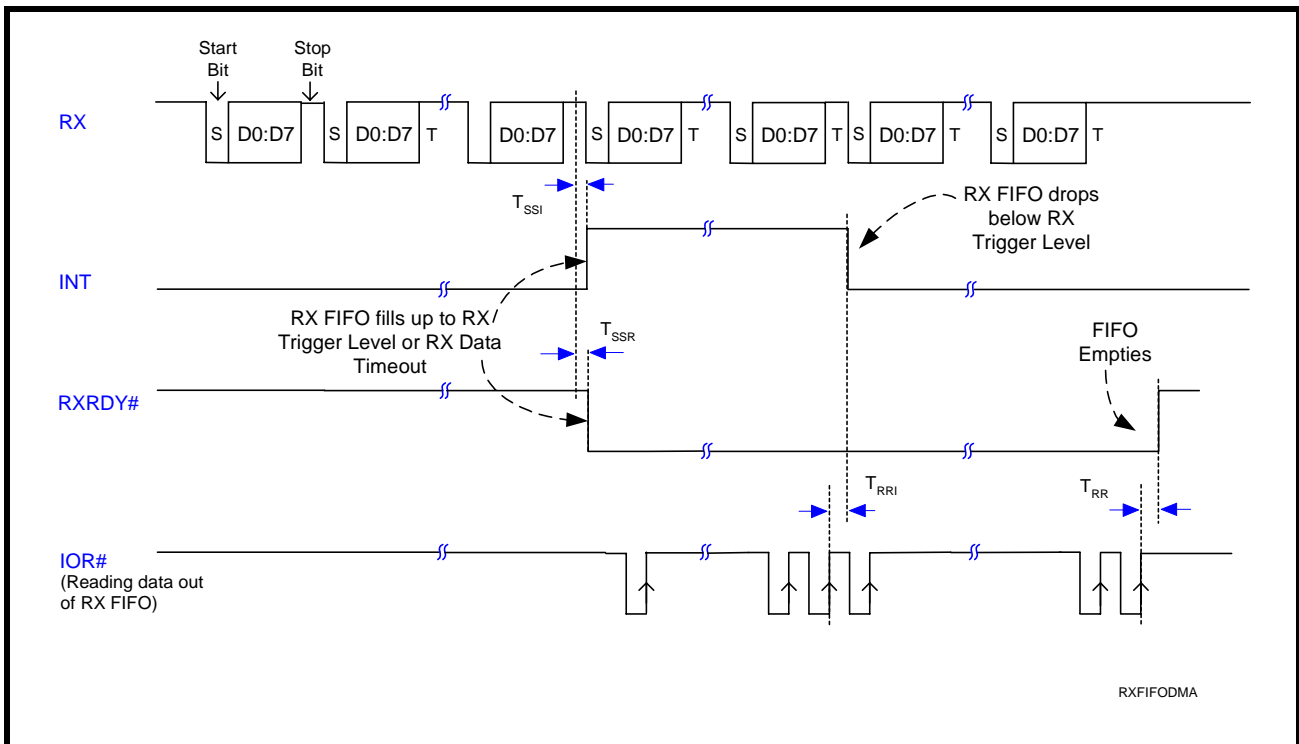 Start
Bit
Stop
Bit
RX
S D0:D7 S D0:D7 T D0:D7 S D0:D7 T S D0:D7 T S D0:D7 T S D0:D7 T
TSSI
RX FIFO drops
below RX
Trigger Level
INT
RX FIFO fills up to RX
Trigger Level or RX Data
Timeout
TSSR
FIFO
Empties
RXRDY#
TRRI
TRR
IOR#
(Reading data out
of RX FIFO)
RXFIFODMA